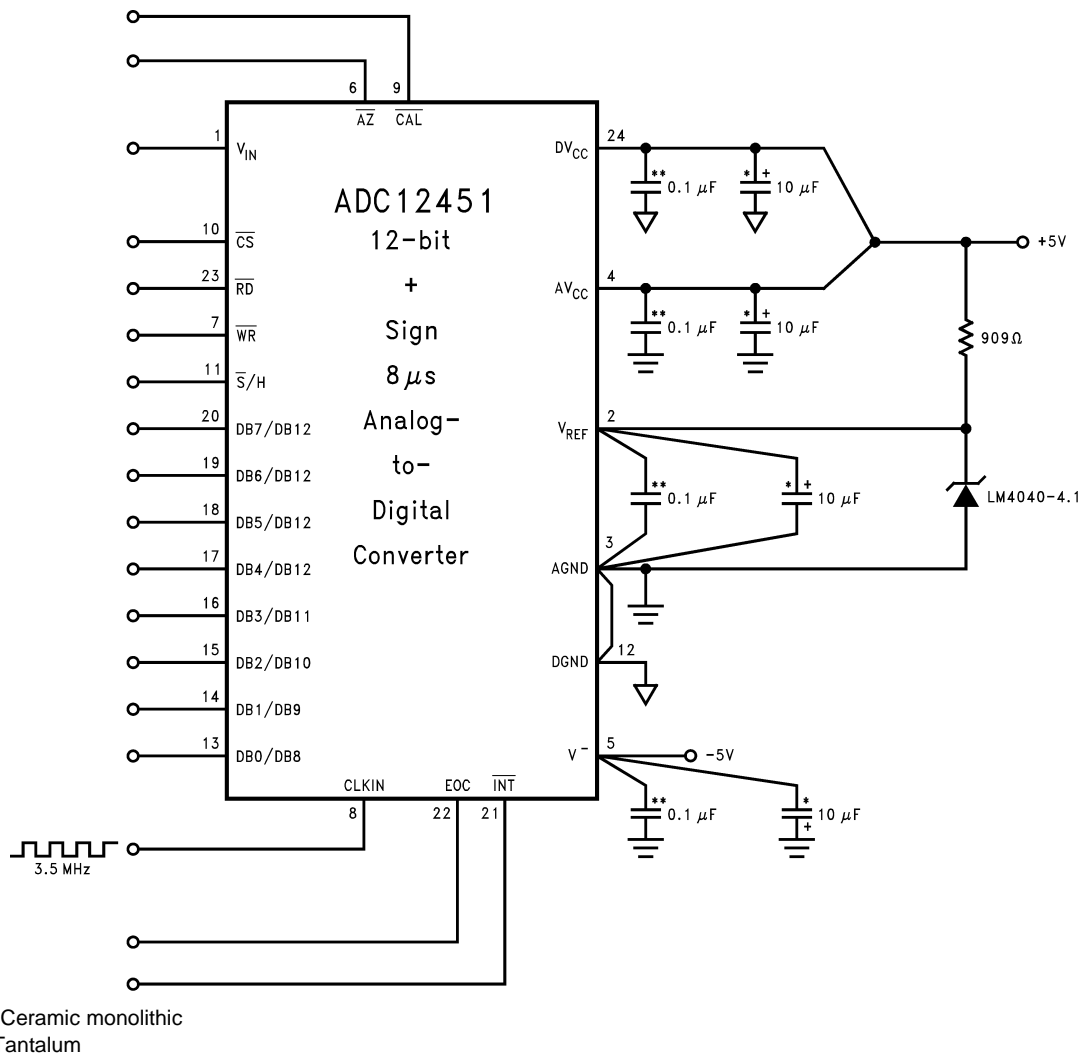 6 9
AZ CAL
1 VIN
DVCC 24
** 0.1 μF * + 10 μF
ADC12451
12-bit
+
Sign
8 μs
Analog-
to-
Digital
Converter
10 CS
+5V
23 RD
AVCC 4
** 0.1 μF * + 10 μF
7 WR
909Ω
11 S/H
20 DB7/DB12
VREF 2
19 DB6/DB12
** 0.1 μF * + 10 μF
LM4040-4.1
18 DB5/DB12
17 DB4/DB12
AGND 3
16 DB3/DB11
15 DB2/DB10
DGND 12
14 DB1/DB9
13 DB0/DB8
V- 5
-5V
** 0.1 μF * 10 μF +
CLKIN EOC INT
8 22 21
3.5 MHz
Ceramic monolithic
Tantalum